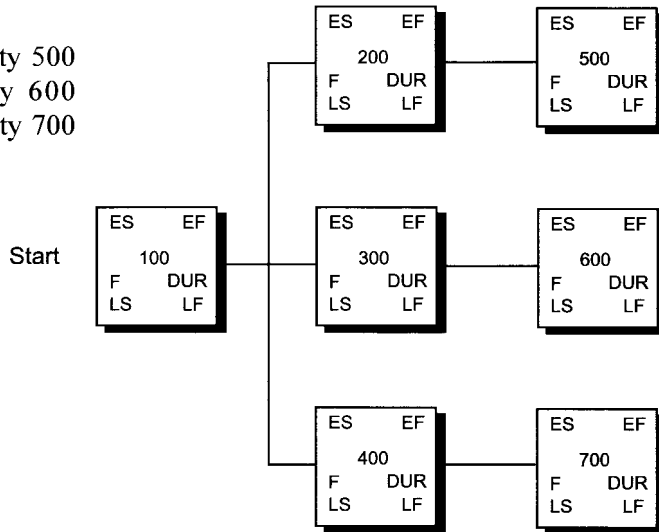 ty 500
y 600
ty 700
ES EF
200
F DUR
LS LF
ES EF
500
F DUR
LS LF
Start
ES EF
100
F DUR
LS LF
ES EF
300
F DUR
LS LF
ES EF
600
F DUR
LS LF
ES EF
400
F DUR
LS LF
ES EF
700
F DUR
LS LF